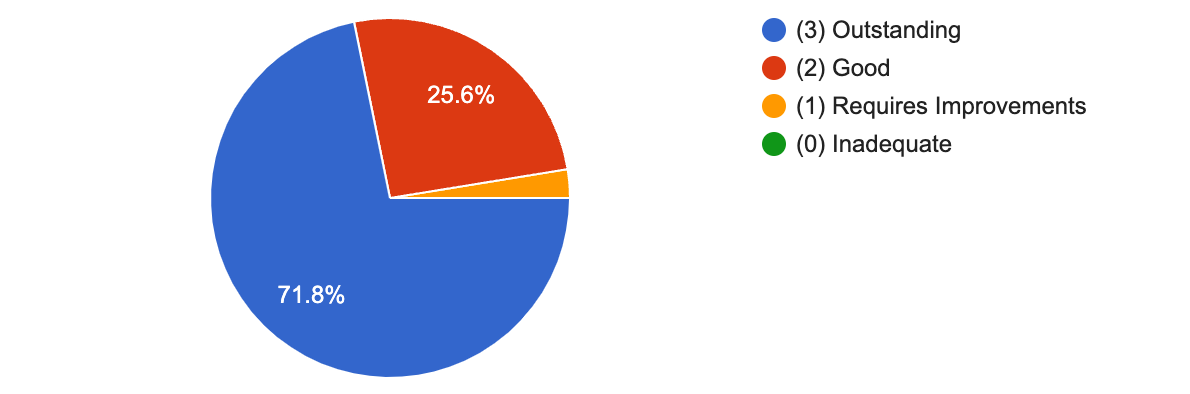 25.6%
71.8%
(3) Outstanding
(2) Good
(1) Requires Improvements
(0) Inadequate